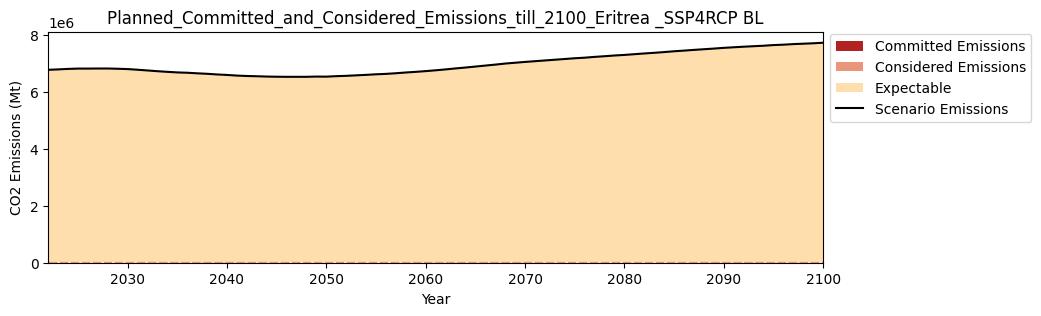 Planned_Committed_and_Considered_Emissions_till_2100_Eritrea _SSP4RCP BL
1e6
8
6
4
2
0
CO2 Emissions (Mt)
2030 2040 2050 2060 2070 2080 2090 2100
Year
Committed Emissions
Considered Emissions
Expectable
Scenario Emissions